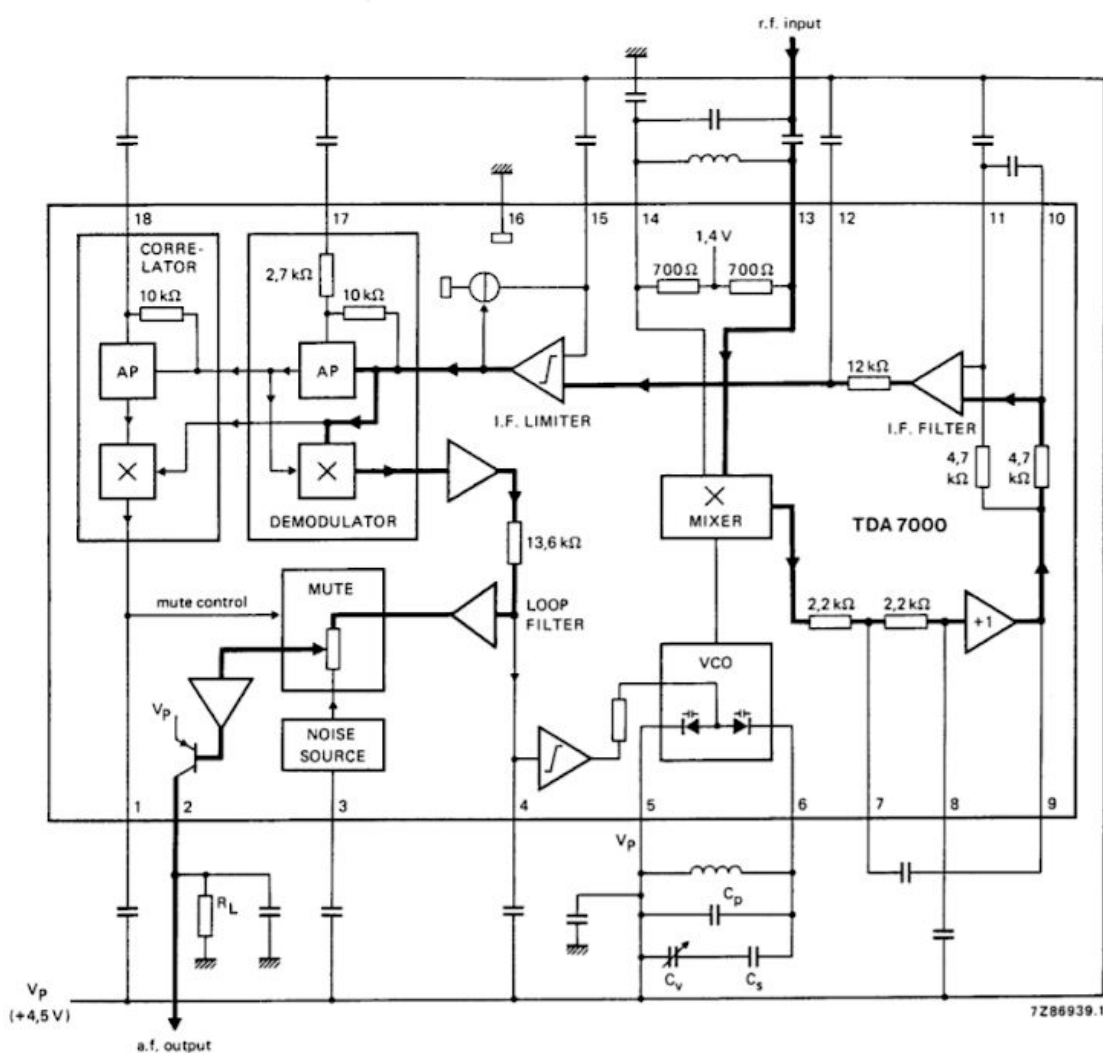 r.f. input
18
17
16
15
14
13
12
11
10
CORRE-
LATOR
2,7 kΩ
10 kΩ
10 kΩ
1,4 V
700 Ω
700 Ω
AP
AP
12 kΩ
I.F. LIMITER
I.F. FILTER
4,7
kΩ
4,7
kΩ
DEMODULATOR
MIXER
TDA 7000
13,6 kΩ
MUTE
mute control
LOOP
FILTER
2,2 kΩ
2,2 kΩ
+1
VCO
VP
NOISE
SOURCE
1
2
3
4
5
6
7
8
9
VP
RL
Cp
Cv
Cs
VP
(+4,5 V)
7Z86939.1
a.f. output